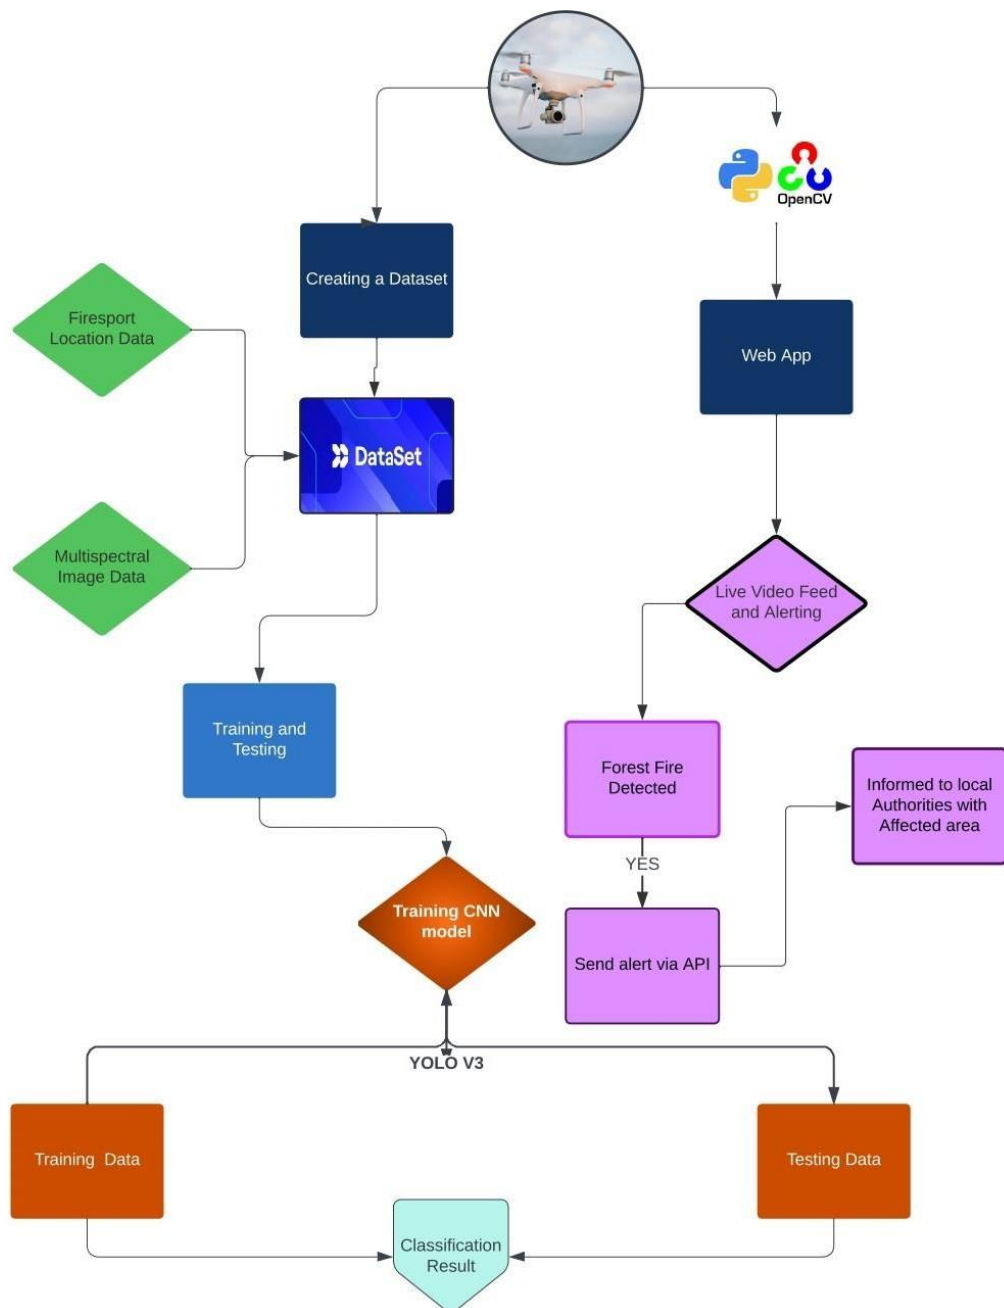 OpenCV
Creating a Dataset
Firesport
Location Data
Web App
DataSet
Multispectral
Image Data
Live Video Feed
and Alerting
Training and
Testing
Forest Fire
Detected
Informed to local
Authorities with
Affected area
YES
Training CNN
model
Send alert via API
YOLO V3
Training Data
Testing Data
Classification
Result